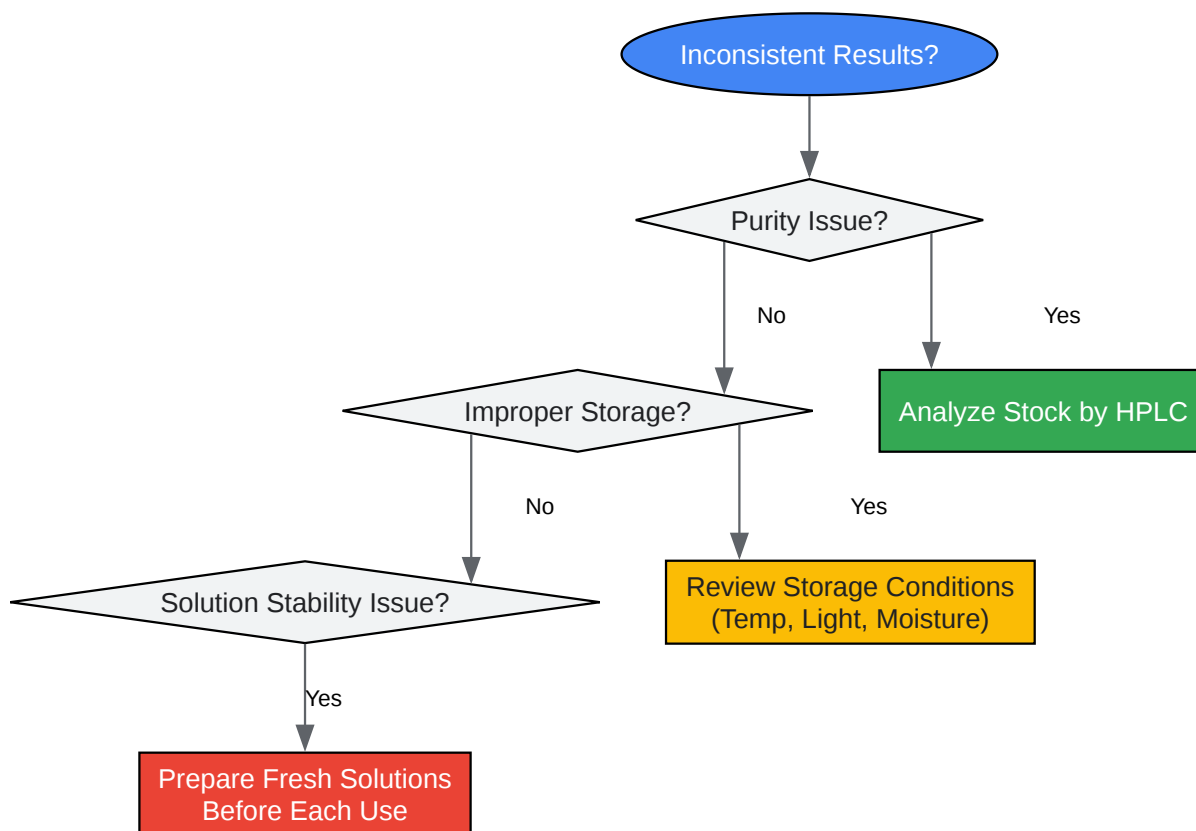 Inconsistent Results?
Purity Issue?
No
Yes
Improper Storage?
Analyze Stock by HPLC
No
Yes
Solution Stability Issue?
Review Storage Conditions
(Temp, Light, Moisture)
Yes
Prepare Fresh Solutions
Before Each Use